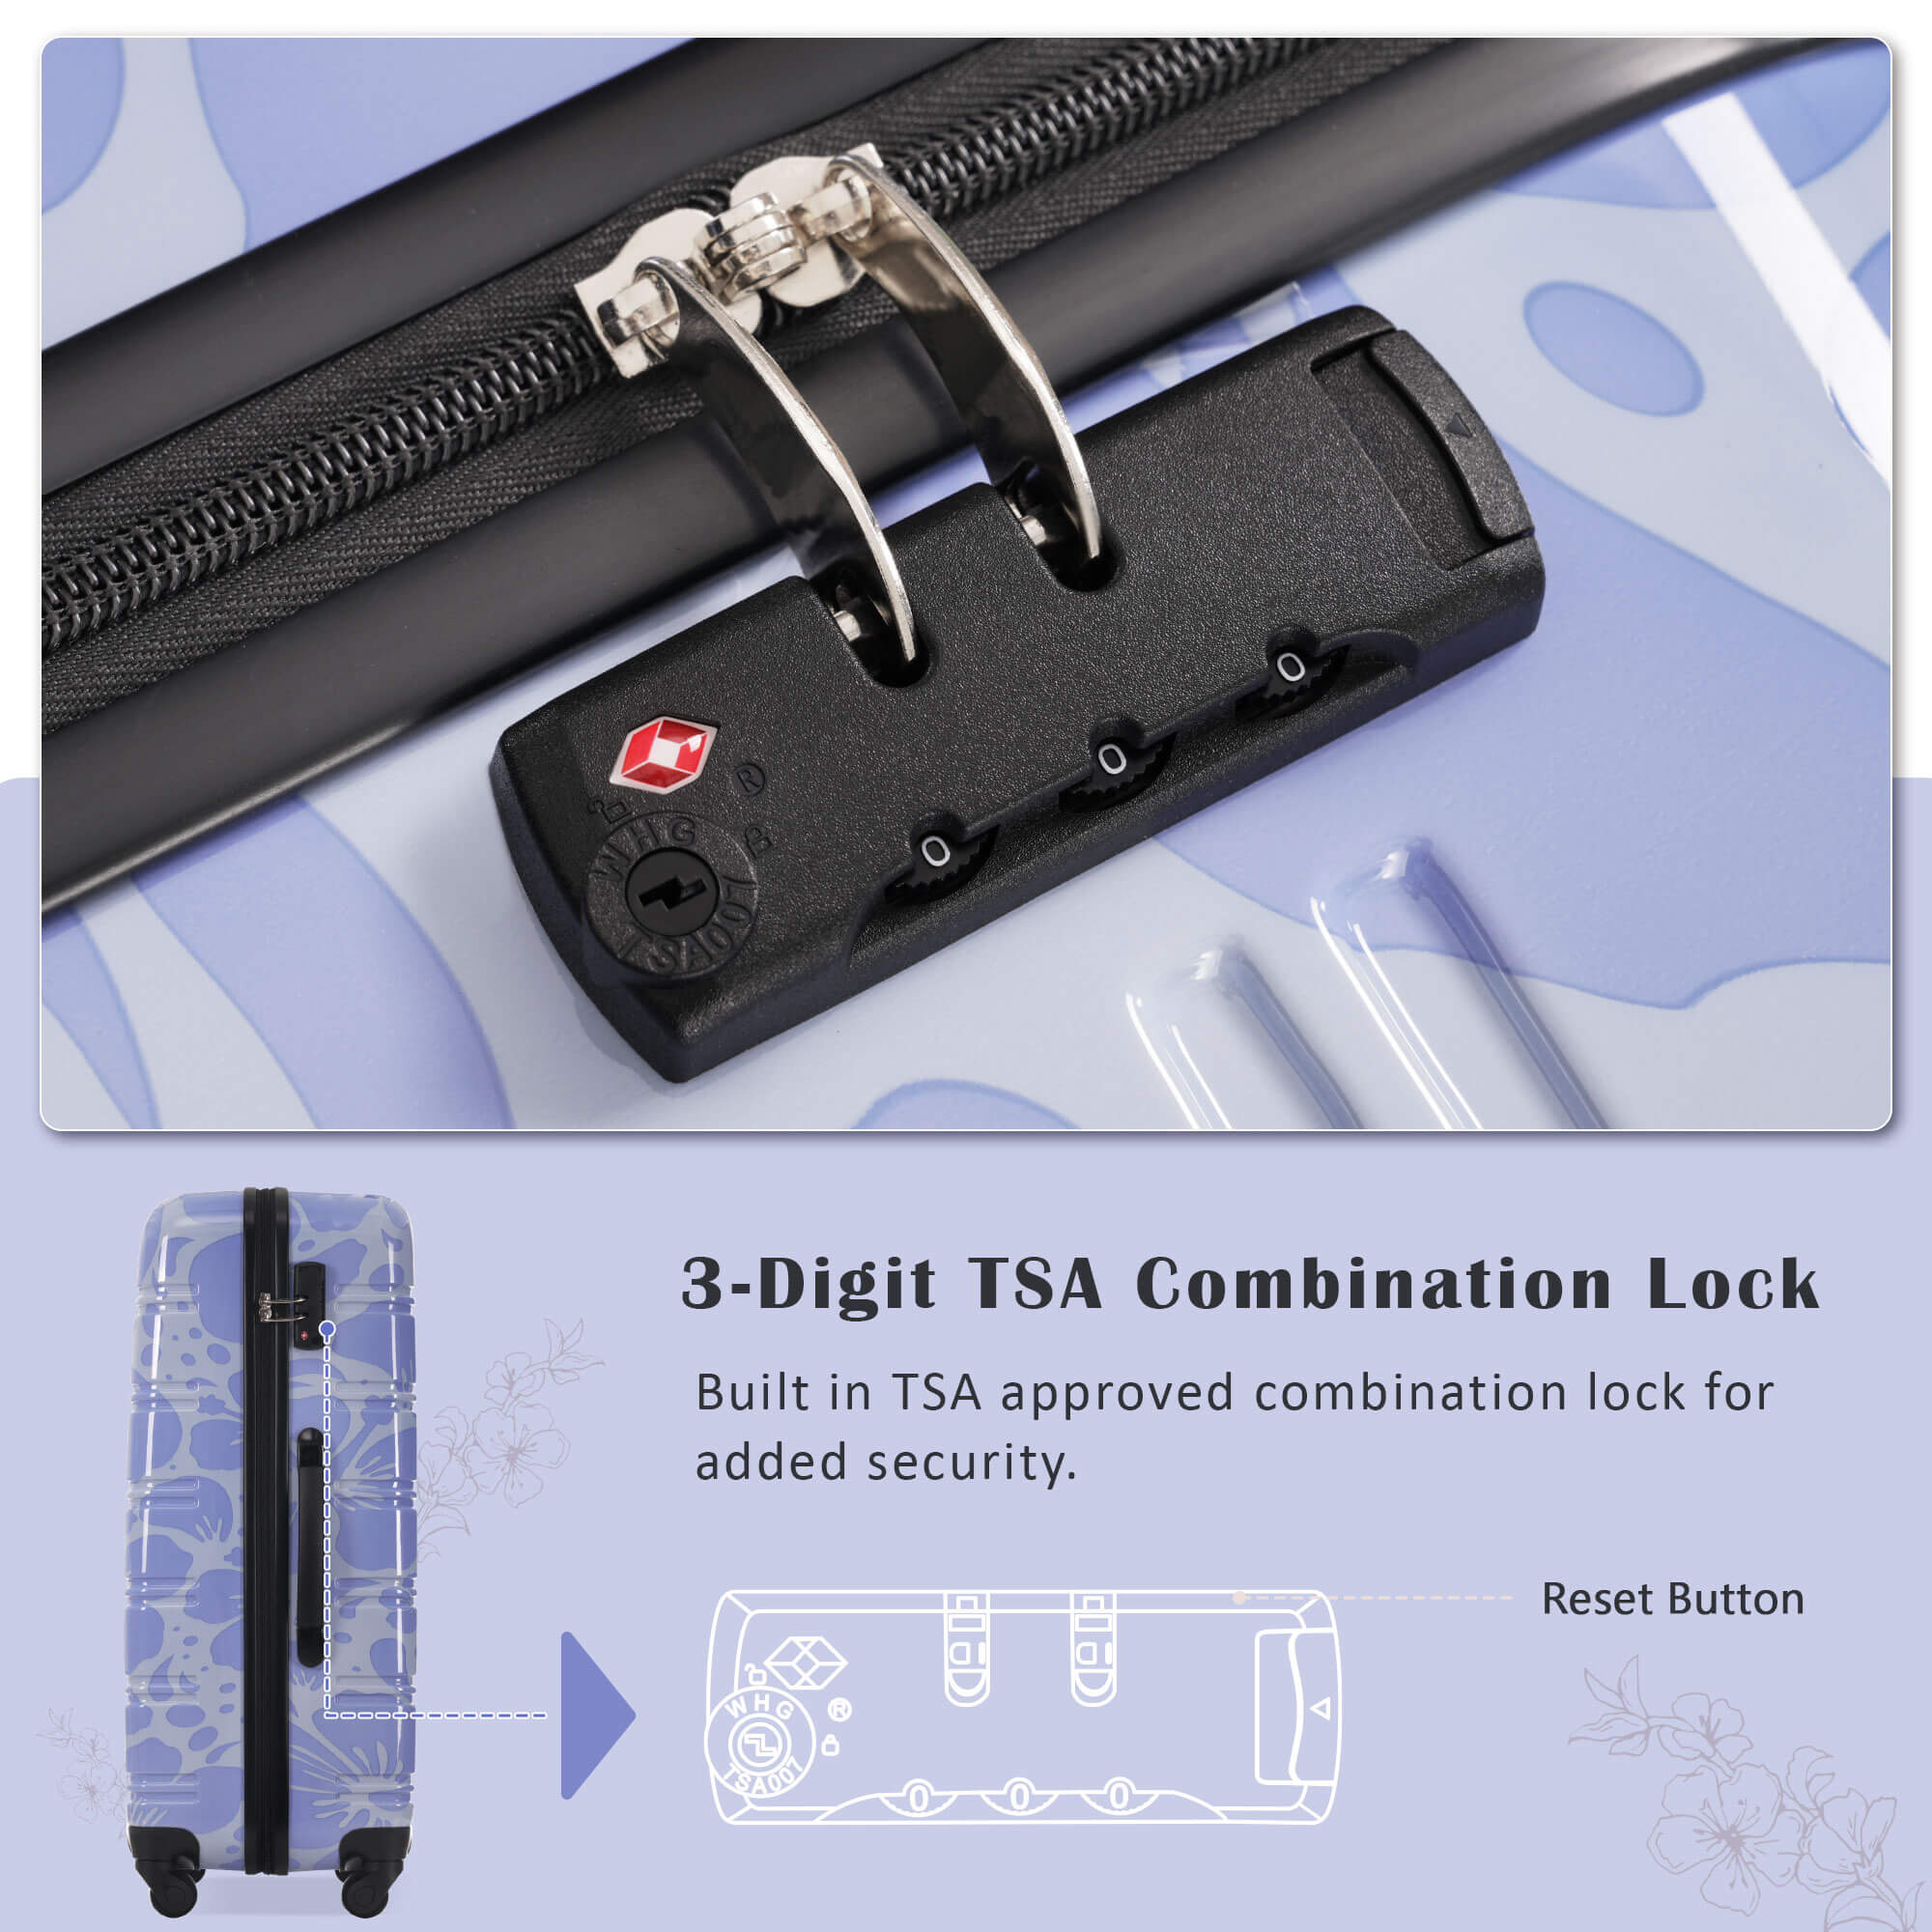 WHG
TSA007
®
0 0 0
3-Digit TSA Combination Lock
Built in TSA approved combination lock for
added security.
Reset Button
WHG
®
TSA007
0 0 0